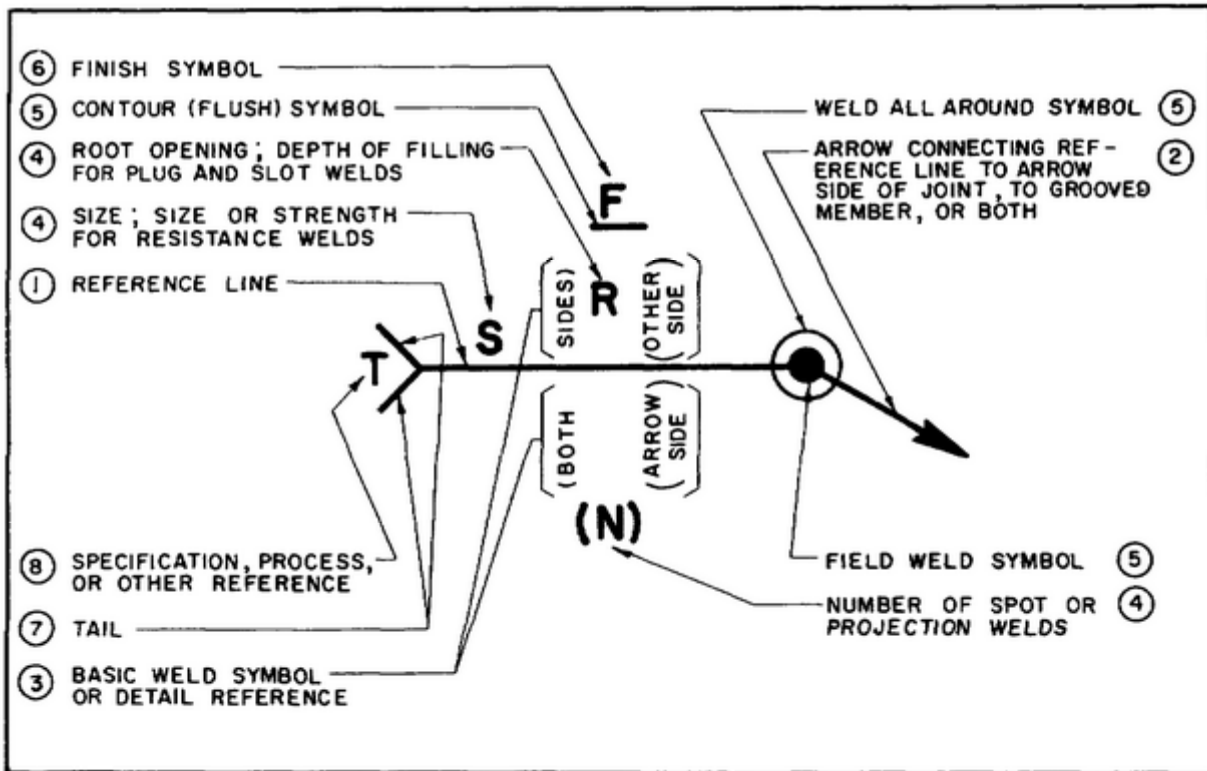 ⑥ FINISH SYMBOL
⑤ CONTOUR (FLUSH) SYMBOL
④ ROOT OPENING; DEPTH OF FILLING
FOR PLUG AND SLOT WELDS
④ SIZE; SIZE OR STRENGTH
FOR RESISTANCE WELDS
① REFERENCE LINE
⑧ SPECIFICATION, PROCESS,
OR OTHER REFERENCE
⑦ TAIL
③ BASIC WELD SYMBOL
OR DETAIL REFERENCE
F
R
S
T
(N)
SIDES)
(BOTH
(OTHER)
SIDE
(ARROW)
SIDE
WELD ALL AROUND SYMBOL ⑤
ARROW CONNECTING REF- ②
ERENCE LINE TO ARROW
SIDE OF JOINT, TO GROOVED
MEMBER, OR BOTH
FIELD WELD SYMBOL ⑤
NUMBER OF SPOT OR ④
PROJECTION WELDS